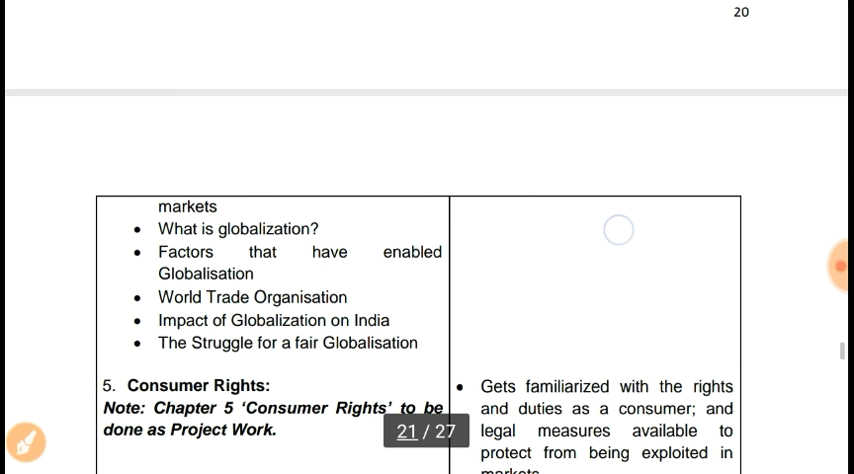 20
markets
• What is globalization?
• Factors that have enabled
Globalisation
• World Trade Organisation
• Impact of Globalization on India
• The Struggle for a fair Globalisation
5. Consumer Rights:
Note: Chapter 5 ‘Consumer Rights’ to be
done as Project Work.
• Gets familiarized with the rights
and duties as a consumer; and
legal measures available to
protect from being exploited in
markets
21 / 27